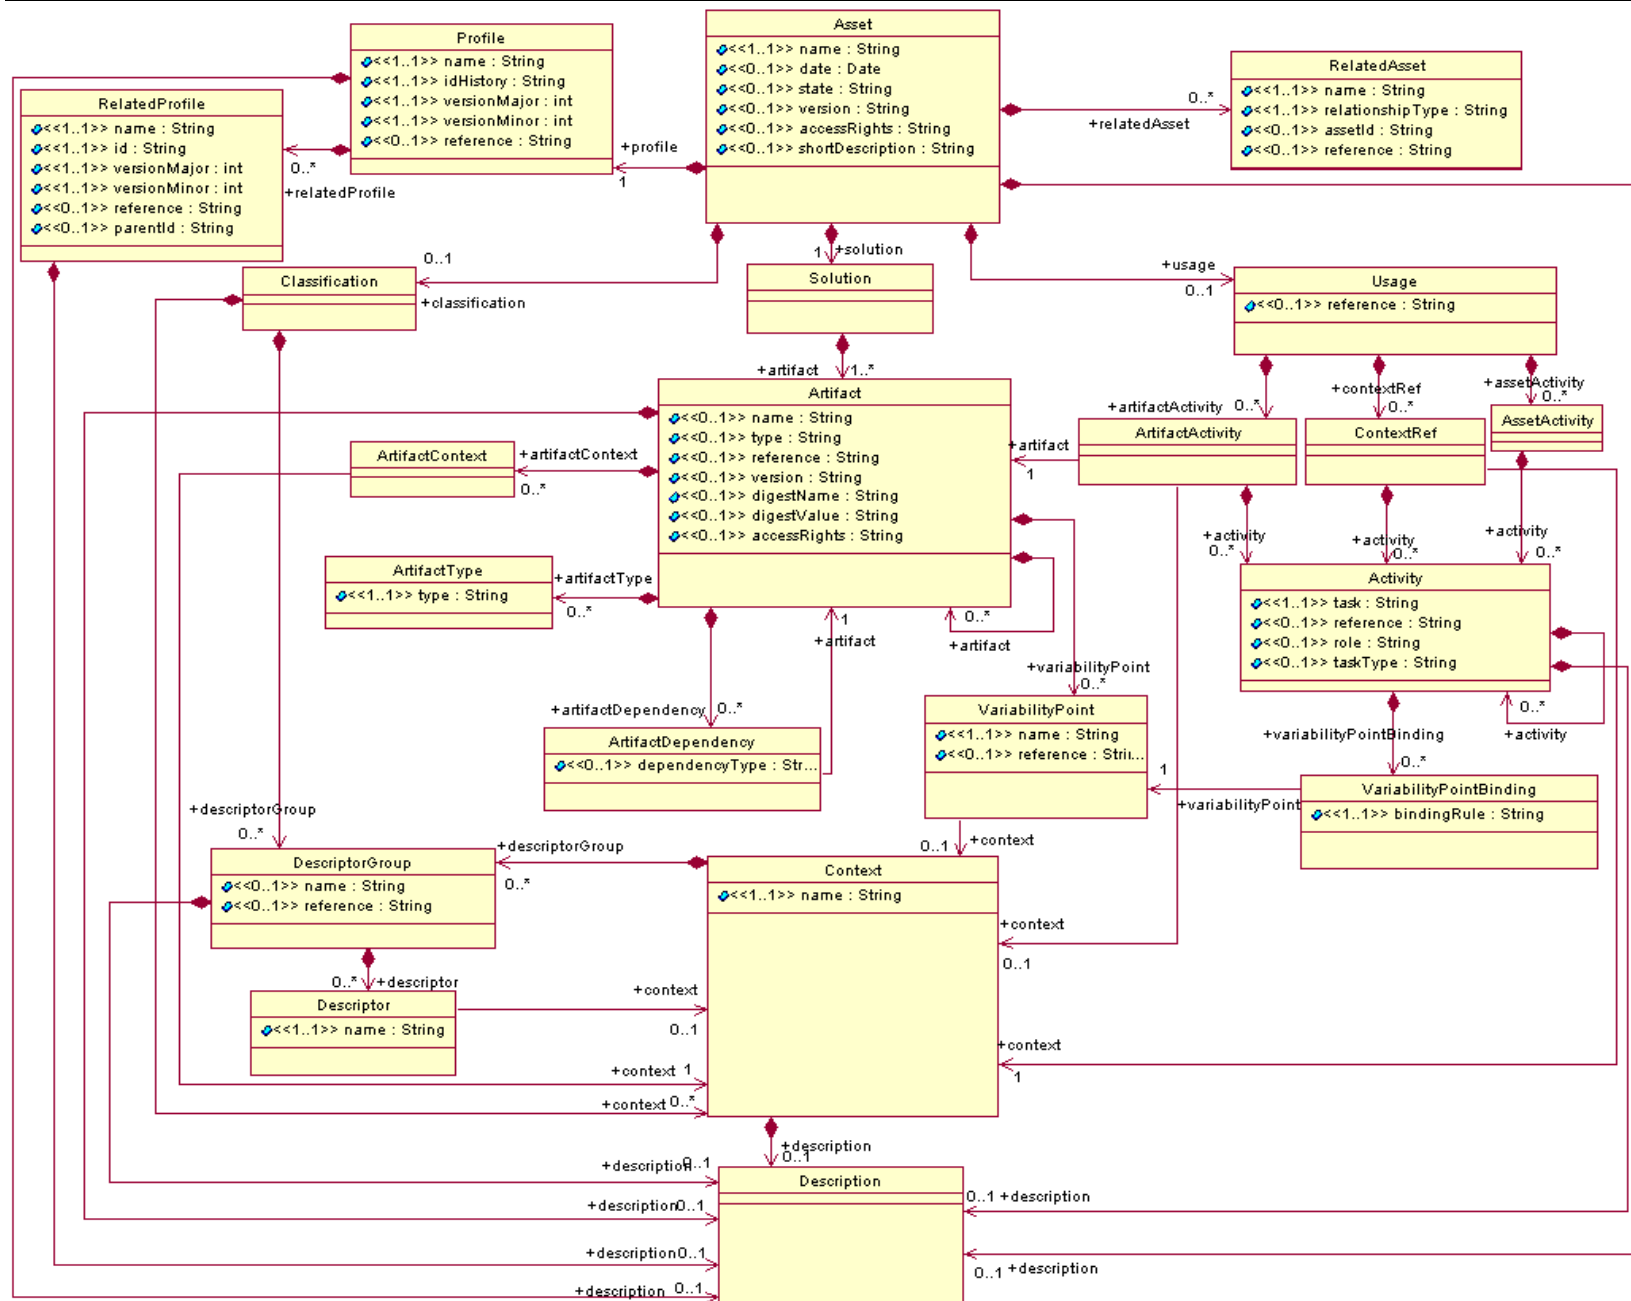 Profile
<<1..1>> name : String
<<1..1>> idHistory : String
<<1..1>> versionMajor : int
<<1..1>> versionMinor : int
<<0..1>> reference : String
Asset
<<1..1>> name : String
<<0..1>> date : Date
<<0..1>> state : String
<<0..1>> version : String
<<0..1>> accessRights : String
<<0..1>> shortDescription : String
RelatedAsset
<<1..1>> name : String
<<1..1>> relationshipType : String
<<0..1>> assetId : String
<<0..1>> reference : String
0..*
+relatedAsset
RelatedProfile
<<1..1>> name : String
<<1..1>> id : String
<<1..1>> versionMajor : int
<<1..1>> versionMinor : int
<<0..1>> reference : String
<<0..1>> parentId : String
0..*
+relatedProfile
+profile
1
0..1
+classification
Classification
1
+solution
Solution
+usage
0..1
Usage
<<0..1>> reference : String
+artifact
1..*
Artifact
<<0..1>> name : String
<<0..1>> type : String
<<0..1>> reference : String
<<0..1>> version : String
<<0..1>> digestName : String
<<0..1>> digestValue : String
<<0..1>> accessRights : String
+artifactActivity
0..*
+contextRef
0..*
+assetActivity
0..*
ArtifactActivity
ContextRef
AssetActivity
+artifact
1
ArtifactContext
+artifactContext
0..*
ArtifactType
<<1..1>> type : String
+artifactType
0..*
+activity
0..*
+activity
0..*
+activity
0..*
Activity
<<1..1>> task : String
<<0..1>> reference : String
<<0..1>> role : String
<<0..1>> taskType : String
0..*
+activity
1
+artifact
0..*
+artifact
+variabilityPoint
0..*
+artifactDependency
0..*
ArtifactDependency
<<0..1>> dependencyType : Str...
VariabilityPoint
<<1..1>> name : String
<<0..1>> reference : Stri...
+variabilityPointBinding
0..*
VariabilityPointBinding
<<1..1>> bindingRule : String
1
+variabilityPoint
+descriptorGroup
0..*
DescriptorGroup
<<0..1>> name : String
<<0..1>> reference : String
+descriptorGroup
0..*
0..1
+context
Context
<<1..1>> name : String
+context
0..1
0..*
+descriptor
Descriptor
<<1..1>> name : String
+context
0..1
+context
1
+context 1
+context 0..*
+description
0..1
+description 0..1
Description
0..1 +description
+description 0..1
+description 0..1
0..1 +description
+description 0..1